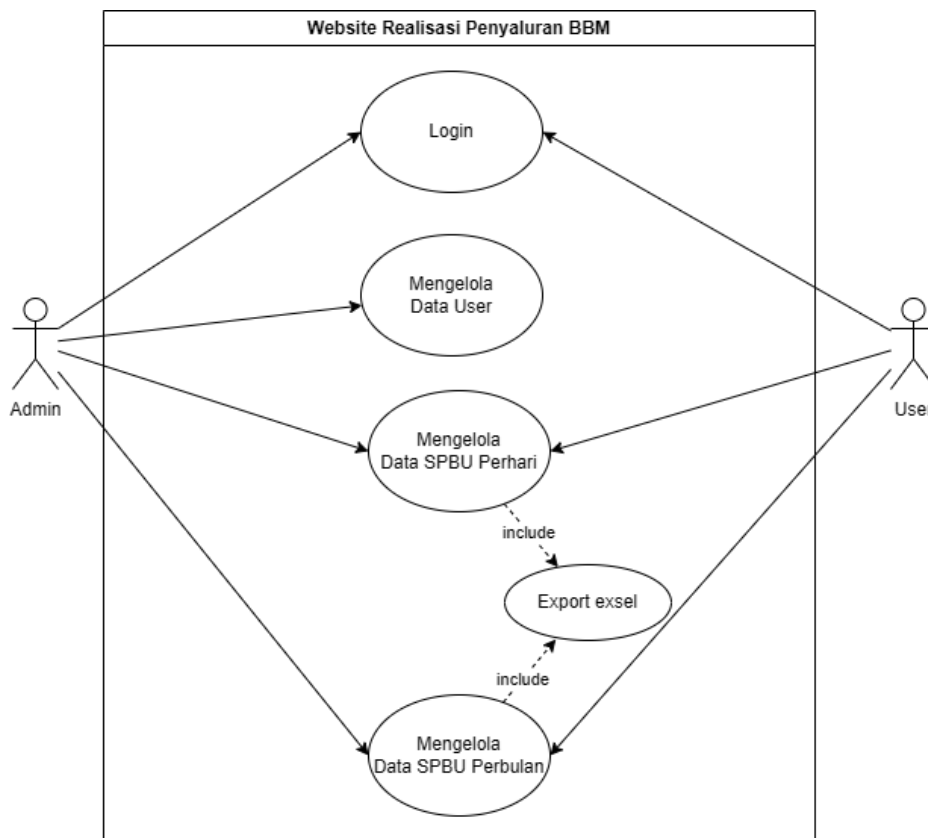 Website Realisasi Penyaluran BBM
Login
Mengelola
Data User
Admin
User
Mengelola
Data SPBU Perhari
include
Export exsel
include
Mengelola
Data SPBU Perbulan